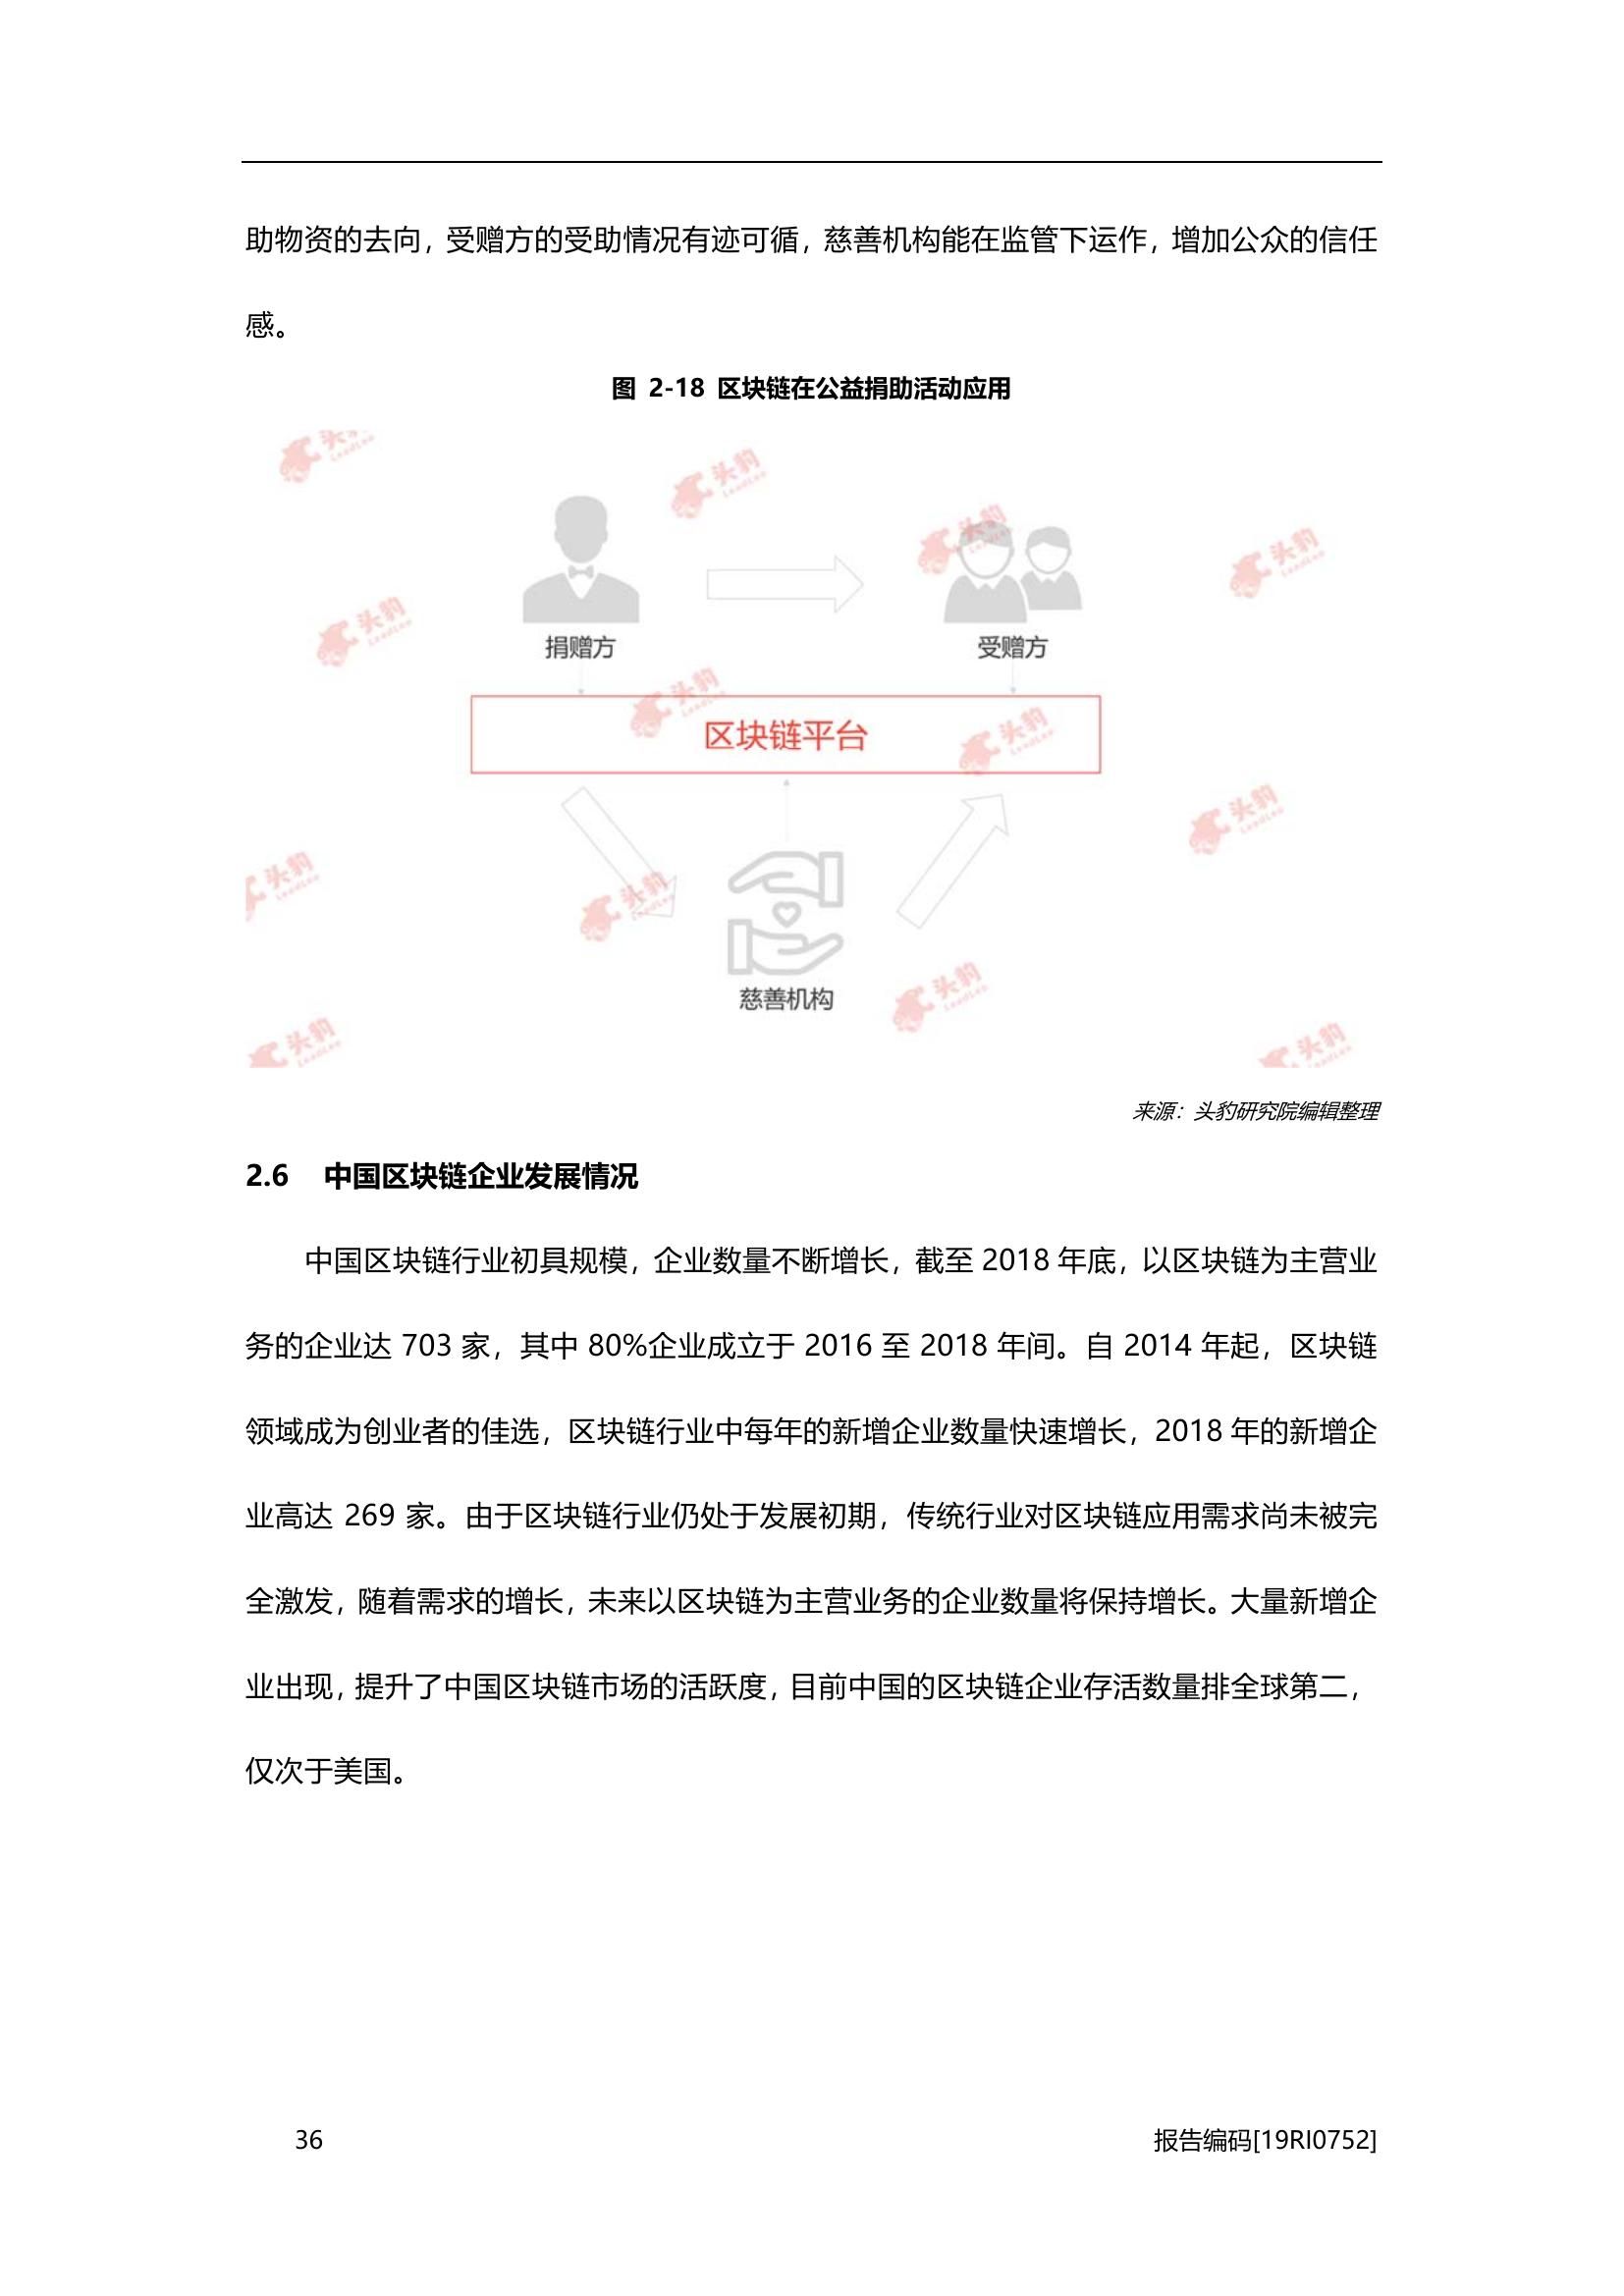 助物资的去向，受赠方的受助情况有迹可循，慈善机构能在监管下运作，增加公众的信任
感。
图 2-18 区块链在公益捐助活动应用
捐赠方
受赠方
区块链平台
慈善机构
头豹
LeadLeo
来源：头豹研究院编辑整理
2.6 中国区块链企业发展情况
中国区块链行业初具规模，企业数量不断增长，截至 2018 年底，以区块链为主营业
务的企业达 703 家，其中 80%企业成立于 2016 至 2018 年间。自 2014 年起，区块链
领域成为创业者的佳选，区块链行业中每年的新增企业数量快速增长，2018 年的新增企
业高达 269 家。由于区块链行业仍处于发展初期，传统行业对区块链应用需求尚未被完
全激发，随着需求的增长，未来以区块链为主营业务的企业数量将保持增长。大量新增企
业出现，提升了中国区块链市场的活跃度，目前中国的区块链企业存活数量排全球第二，
仅次于美国。
36
报告编码[19RI0752]